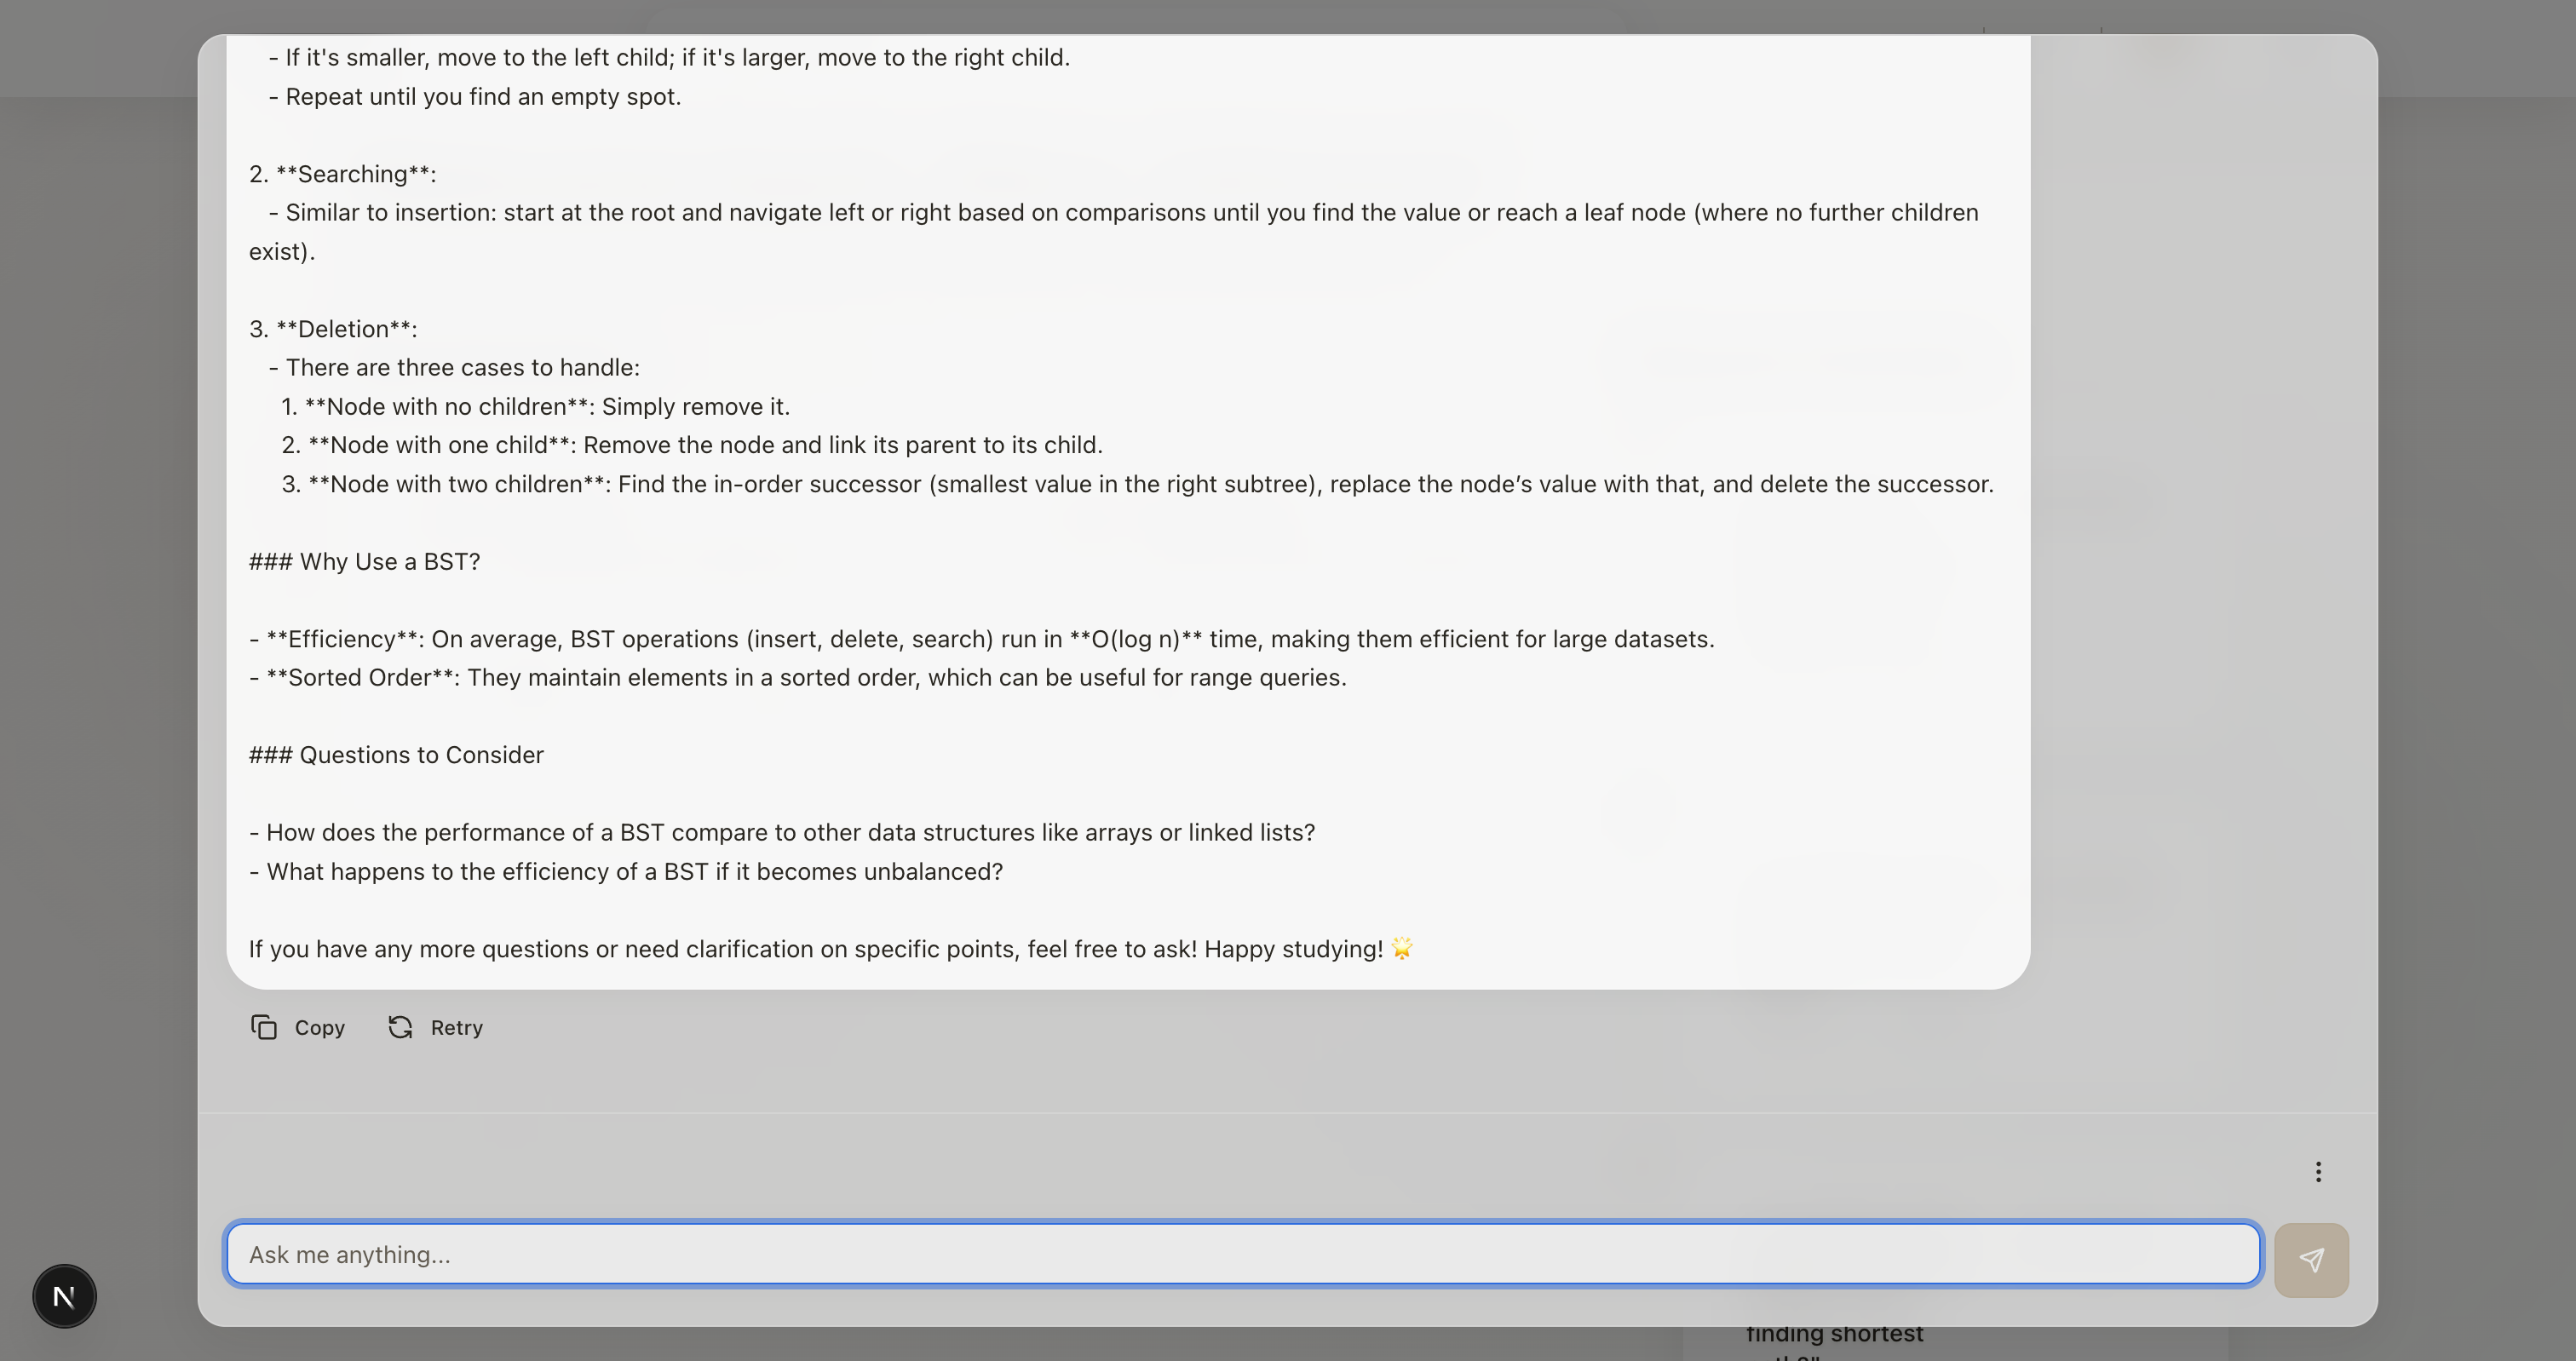 - If it's smaller, move to the left child; if it's larger, move to the right child.
- Repeat until you find an empty spot.
2. **Searching**:
- Similar to insertion: start at the root and navigate left or right based on comparisons until you find the value or reach a leaf node (where no further children
exist).
3. **Deletion**:
- There are three cases to handle:
1. **Node with no children**: Simply remove it.
2. **Node with one child**: Remove the node and link its parent to its child.
3. **Node with two children**: Find the in-order successor (smallest value in the right subtree), replace the node’s value with that, and delete the successor.
### Why Use a BST?
- **Efficiency**: On average, BST operations (insert, delete, search) run in **O(log n)** time, making them efficient for large datasets.
- **Sorted Order**: They maintain elements in a sorted order, which can be useful for range queries.
### Questions to Consider
- How does the performance of a BST compare to other data structures like arrays or linked lists?
- What happens to the efficiency of a BST if it becomes unbalanced?
If you have any more questions or need clarification on specific points, feel free to ask! Happy studying! 🌟
Copy Retry
Ask me anything...
N
finding shortest